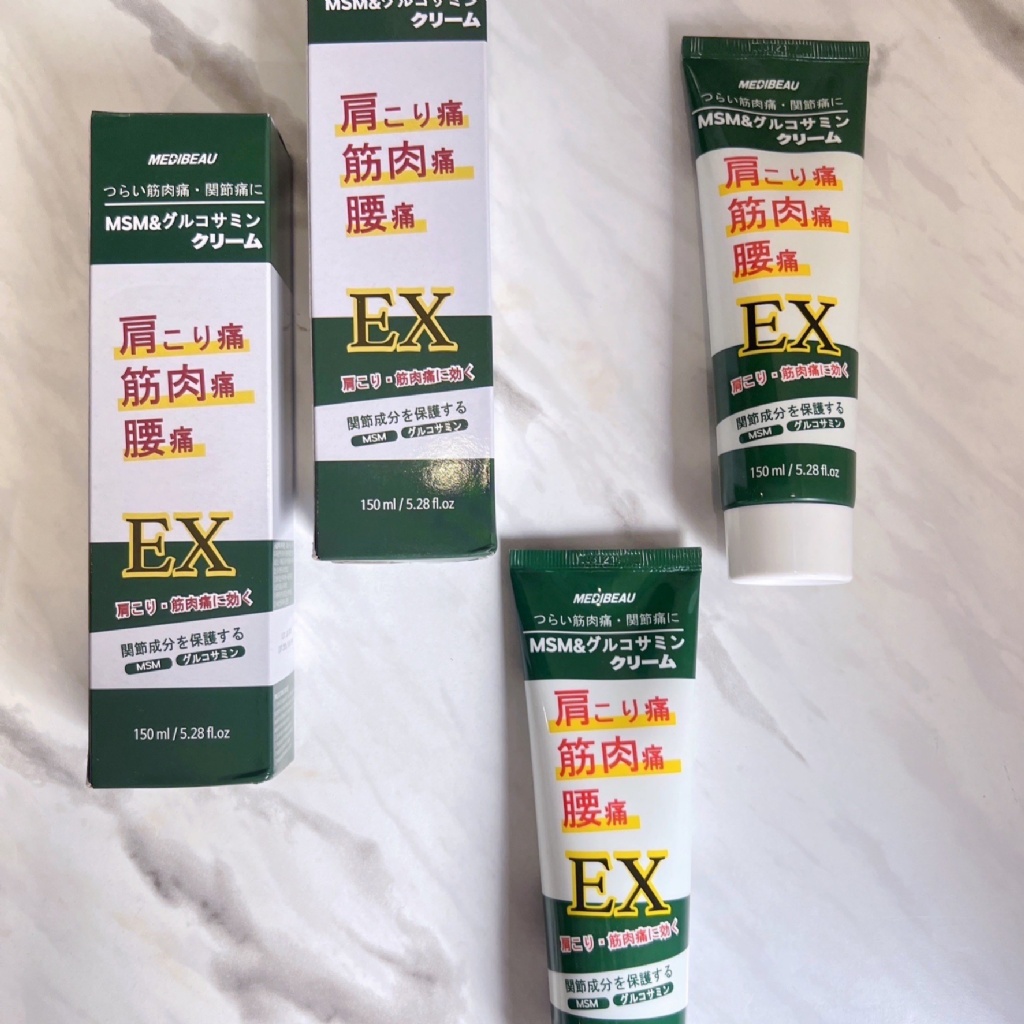 MEDIBEAU
つらい筋肉痛・関節痛に
MSM&グルコサミン
クリーム
肩こり痛
筋肉痛
腰痛
EX
肩こり・筋肉痛に効く
関節成分を保護する
MSM グルコサミン
150 ml / 5.28 fl.oz
MSM&グルコサミン
クリーム
肩こり痛
筋肉痛
腰痛
EX
肩こり・筋肉痛に効く
関節成分を保護する
MSM グルコサミン
150 ml / 5.28 fl.oz
MEDIBEAU
つらい筋肉痛・関節痛に
MSM&グルコサミン
クリーム
肩こり痛
筋肉痛
腰痛
EX
肩こり・筋肉痛に効く
関節成分を保護する
MSM グルコサミン
150 ml / 5.28 fl.oz
MEDIBEAU
つらい筋肉痛・関節痛に
MSM&グルコサミン
クリーム
肩こり痛
筋肉痛
腰痛
EX
肩こり・筋肉痛に効く
関節成分を保護する
MSM グルコサミン